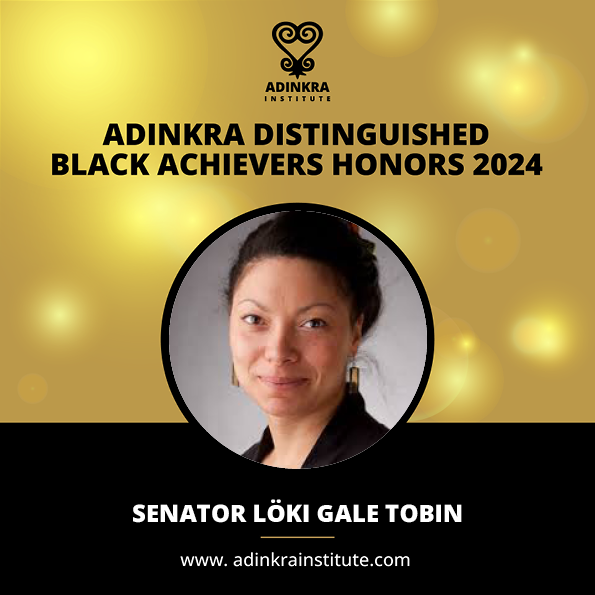 ADINKRA
INSTITUTE
ADINKRA DISTINGUISHED
BLACK ACHIEVERS HONORS 2024
SENATOR LÖKI GALE TOBIN
www. adinkrainstitute.com